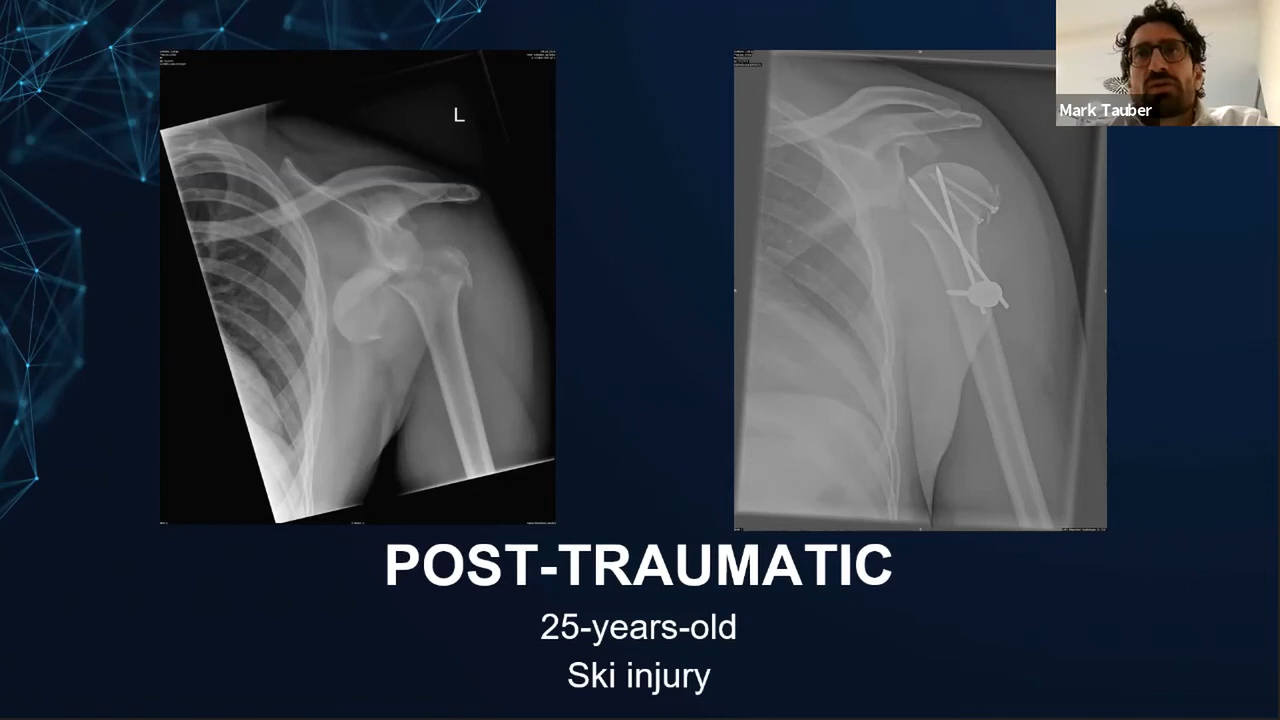 L
Mark Tauber
POST-TRAUMATIC
25-years-old
Ski injury